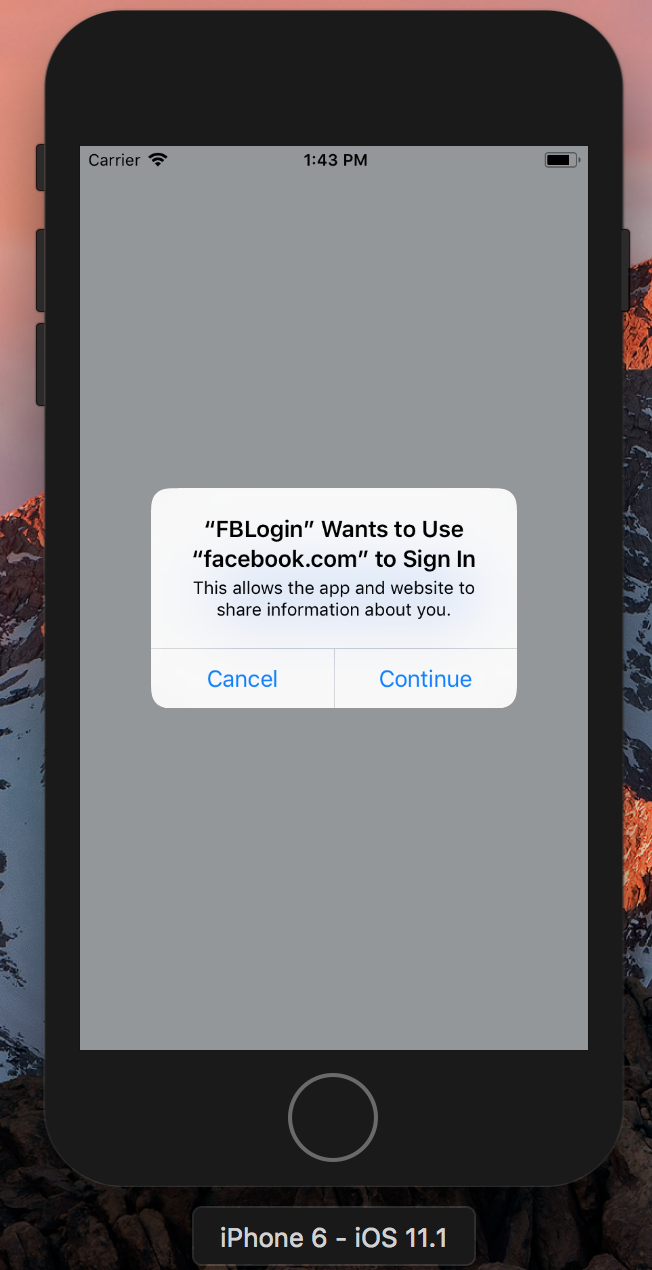 Carrier 1:43 PM
“FBLogin” Wants to Use
“facebook.com” to Sign In
This allows the app and website to
share information about you.
Cancel Continue
iPhone 6 - iOS 11.1